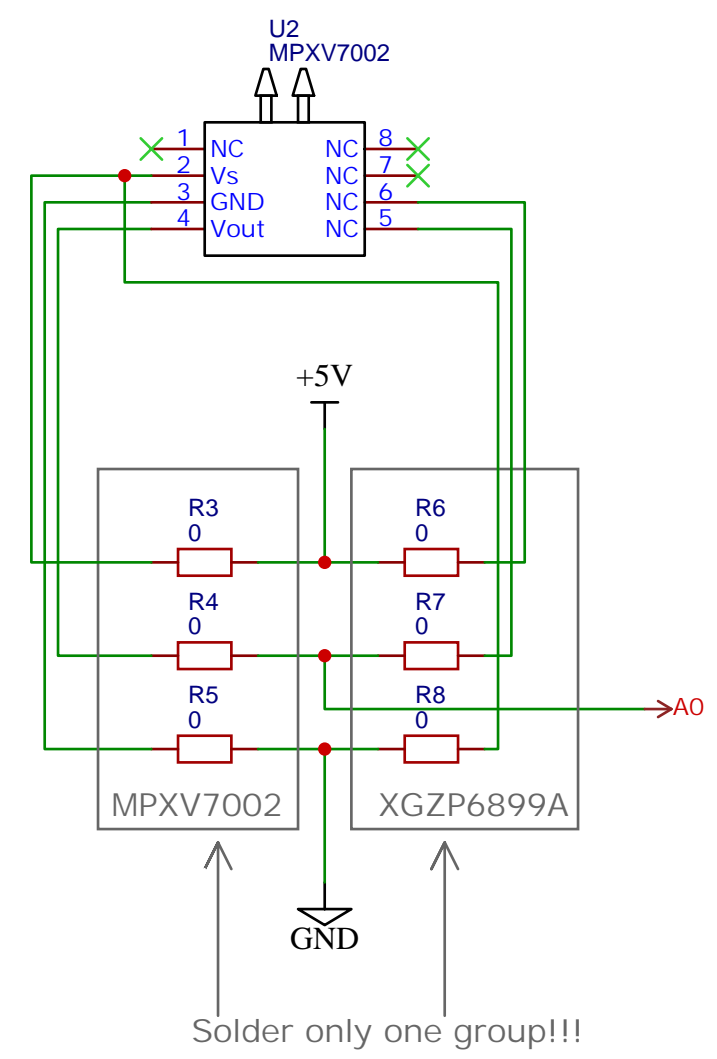 U2
MPXV7002
1 NC NC 8
2 Vs NC 7
3 GND NC 6
4 Vout NC 5
+5V
R3 R6
0 0
R4 R7
0 0
A0
R5 R8
0 0
MPXV7002 XGZP6899A
GND
Solder only one group!!!